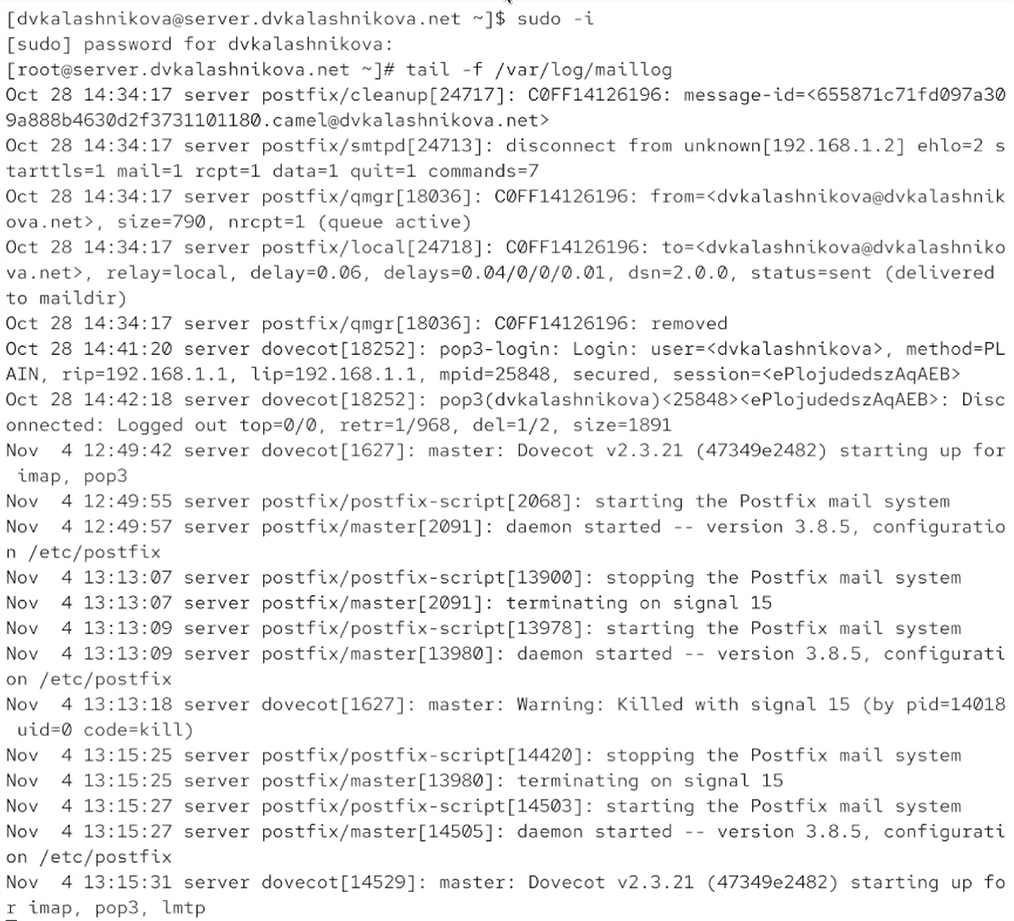 [dvkalashnikova@server.dvkalashnikova.net ~]$ sudo -i
[sudo] password for dvkalashnikova:
[root@server.dvkalashnikova.net ~]# tail -f /var/log/maillog
Oct 28 14:34:17 server postfix/cleanup[24717]: C0FF14126196: message-id=<655871c71fd097a30
9a888b4630d2f3731101180.camel@dvkalashnikova.net>
Oct 28 14:34:17 server postfix/smtpd[24713]: disconnect from unknown[192.168.1.2] ehlo=2 s
tarttls=1 mail=1 rcpt=1 data=1 quit=1 commands=7
Oct 28 14:34:17 server postfix/qmgr[18036]: C0FF14126196: from=<dvkalashnikova@dvkalashnik
ova.net>, size=790, nrcpt=1 (queue active)
Oct 28 14:34:17 server postfix/local[24718]: C0FF14126196: to=<dvkalashnikova@dvkalashniko
va.net>, relay=local, delay=0.06, delays=0.04/0/0/0.01, dsn=2.0.0, status=sent (delivered
to maildir)
Oct 28 14:34:17 server postfix/qmgr[18036]: C0FF14126196: removed
Oct 28 14:41:20 server dovecot[18252]: pop3-login: Login: user=<dvkalashnikova>, method=PL
AIN, rip=192.168.1.1, lip=192.168.1.1, mpid=25848, secured, session=<ePlojudedszAqAEB>
Oct 28 14:42:18 server dovecot[18252]: pop3(dvkalashnikova)<25848><ePlojudedszAqAEB>: Disc
onnected: Logged out top=0/0, retr=1/968, del=1/2, size=1891
Nov  4 12:49:42 server dovecot[1627]: master: Dovecot v2.3.21 (47349e2482) starting up for
 imap, pop3
Nov  4 12:49:55 server postfix/postfix-script[2068]: starting the Postfix mail system
Nov  4 12:49:57 server postfix/master[2091]: daemon started -- version 3.8.5, configuratio
n /etc/postfix
Nov  4 13:13:07 server postfix/postfix-script[13900]: stopping the Postfix mail system
Nov  4 13:13:07 server postfix/master[2091]: terminating on signal 15
Nov  4 13:13:09 server postfix/postfix-script[13978]: starting the Postfix mail system
Nov  4 13:13:09 server postfix/master[13980]: daemon started -- version 3.8.5, configurati
on /etc/postfix
Nov  4 13:13:18 server dovecot[1627]: master: Warning: Killed with signal 15 (by pid=14018
 uid=0 code=kill)
Nov  4 13:15:25 server postfix/postfix-script[14420]: stopping the Postfix mail system
Nov  4 13:15:25 server postfix/master[13980]: terminating on signal 15
Nov  4 13:15:27 server postfix/postfix-script[14503]: starting the Postfix mail system
Nov  4 13:15:27 server postfix/master[14505]: daemon started -- version 3.8.5, configurati
on /etc/postfix
Nov  4 13:15:31 server dovecot[14529]: master: Dovecot v2.3.21 (47349e2482) starting up fo
r imap, pop3, lmtp